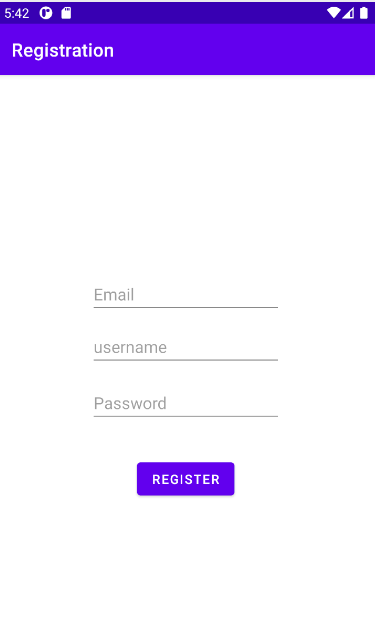 5:42
Registration
Email
username
Password
REGISTER